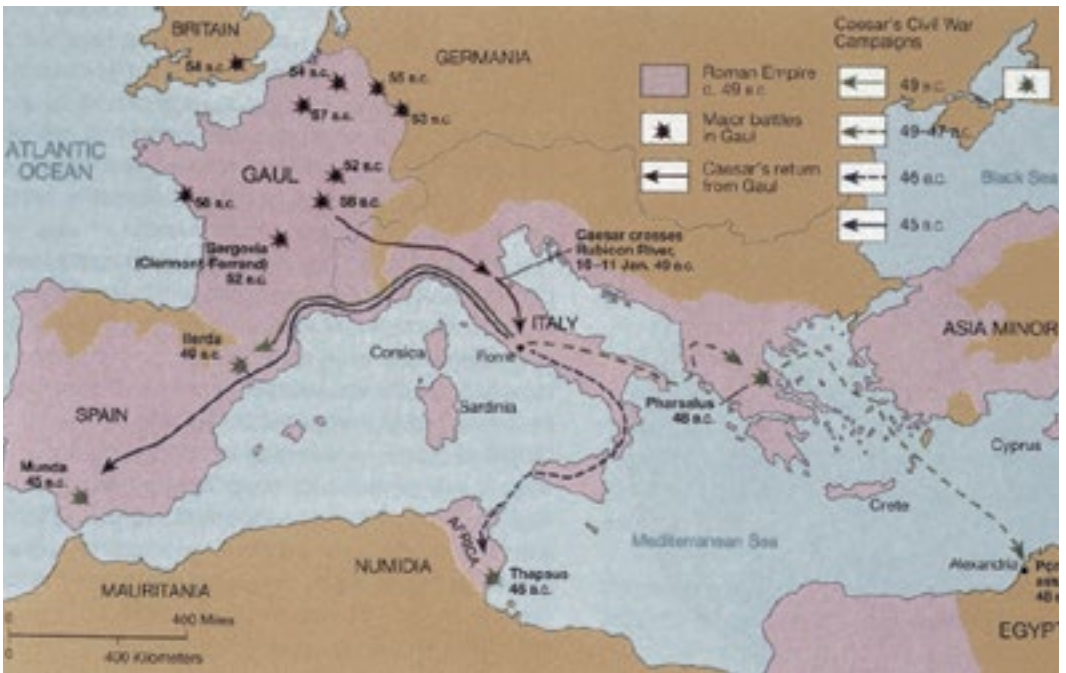 BRITAIN
54 B.C.
GERMANIA
Caesar's Civil War
Campaigns
Roman Empire
c. 49 B.C.
Major battles
in Gaul
Caesar's return
from Gaul
49 B.C.
49–47 B.C.
46 B.C.
45 B.C.
54 B.C.
55 B.C.
57 B.C.
53 B.C.
ATLANTIC
OCEAN
GAUL
52 B.C.
58 B.C.
56 B.C.
Black Sea
Gergovia
(Clermont-Ferrand)
52 B.C.
Caesar crosses
Rubicon River,
10–11 Jan. 49 B.C.
ITALY
ASIA MINOR
Ilerda
49 B.C.
Corsica
Rome
Sardinia
SPAIN
Pharsalus
48 B.C.
Munda
45 B.C.
Cyprus
Crete
AFRICA
Mediterranean Sea
NUMIDIA
Thapsus
46 B.C.
Alexandria
MAURITANIA
0 400 Miles
0 400 Kilometers
EGYPT